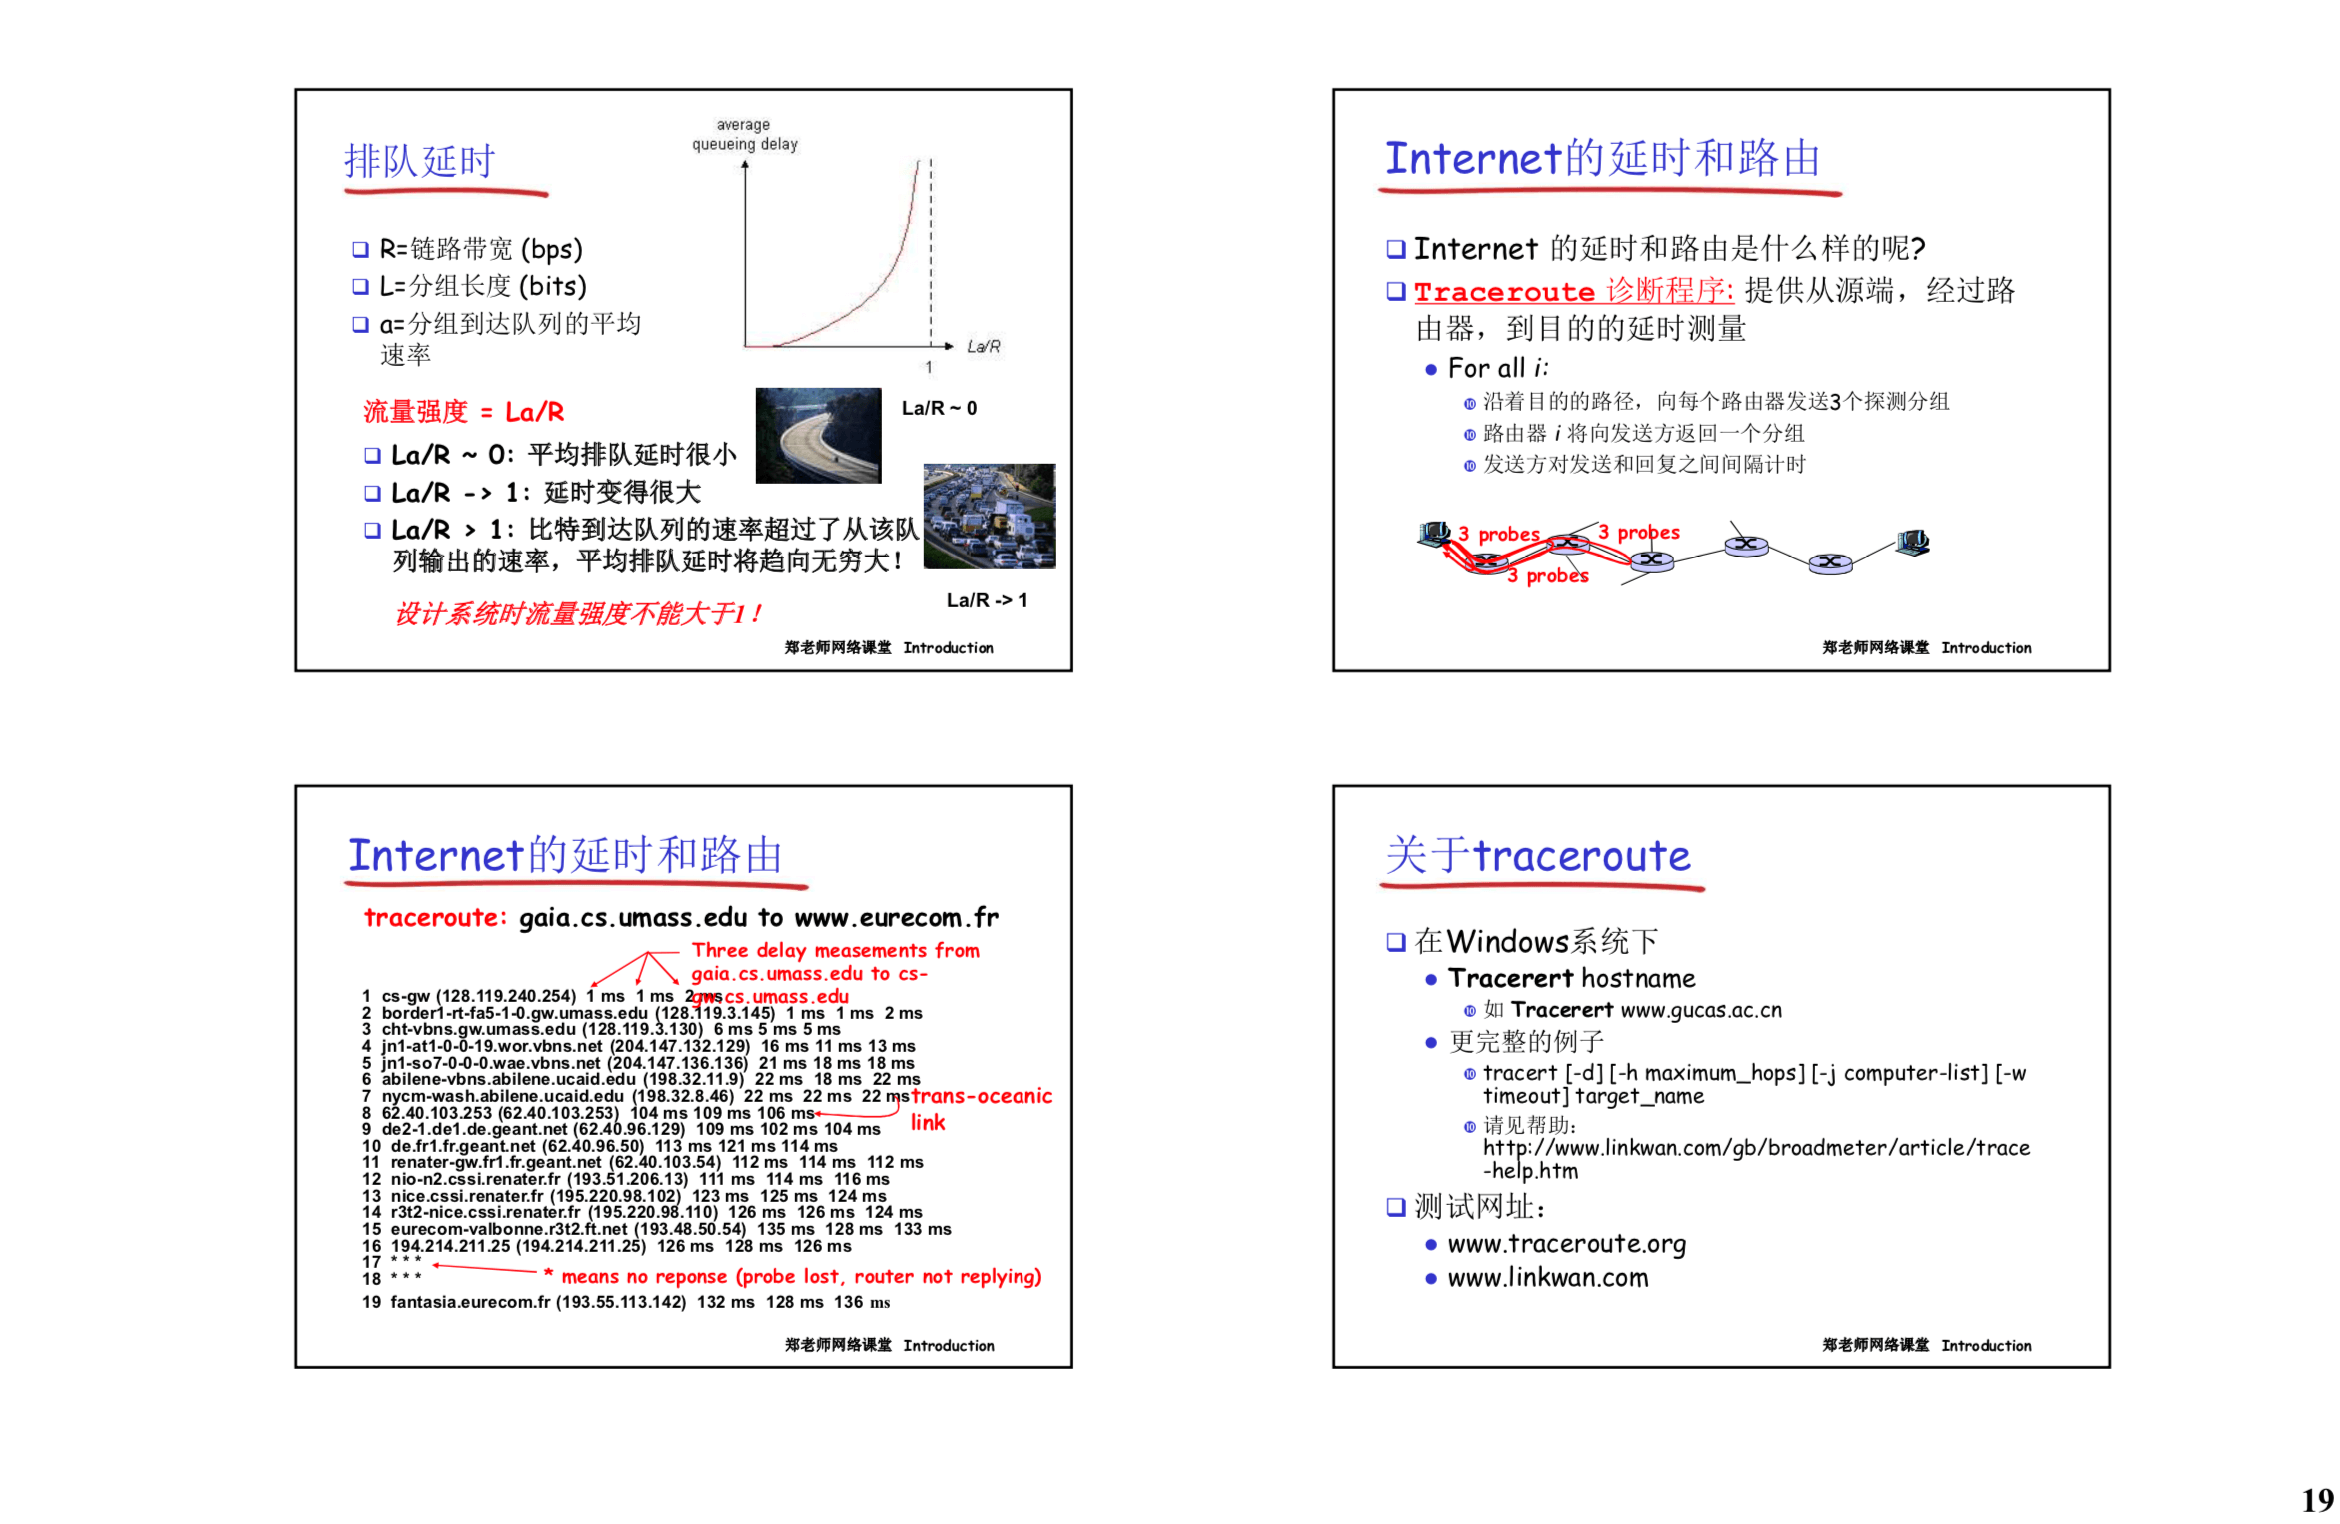 排队延时
average
queueing delay
La/R
1
R=链路带宽 (bps)
L=分组长度 (bits)
a=分组到达队列的平均
速率
流量强度 = La/R
La/R ~ 0: 平均排队延时很小
La/R -> 1: 延时变得很大
La/R > 1: 比特到达队列的速率超过了从该队
列输出的速率，平均排队延时将趋向无穷大！
La/R ~ 0
La/R -> 1
设计系统时流量强度不能大于1！
郑老师网络课堂 Introduction
Internet的延时和路由
Internet 的延时和路由是什么样的呢?
Traceroute 诊断程序: 提供从源端，经过路
由器，到目的的延时测量
For all i:
沿着目的的路径，向每个路由器发送3个探测分组
路由器 i 将向发送方返回一个分组
发送方对发送和回复之间间隔计时
3 probes
3 probes
3 probes
郑老师网络课堂 Introduction
Internet的延时和路由
traceroute: gaia.cs.umass.edu to www.eurecom.fr
Three delay measements from
gaia.cs.umass.edu to cs-
gw.cs.umass.edu
1 cs-gw (128.119.240.254) 1 ms 1 ms 2 ms
2 border1-rt-fa5-1-0.gw.umass.edu (128.119.3.145) 1 ms 1 ms 2 ms
3 cht-vbns.gw.umass.edu (128.119.3.130) 6 ms 5 ms 5 ms
4 jn1-at1-0-0-19.wor.vbns.net (204.147.132.129) 16 ms 11 ms 13 ms
5 jn1-so7-0-0-0.wae.vbns.net (204.147.136.136) 21 ms 18 ms 18 ms
6 abilene-vbns.abilene.ucaid.edu (198.32.11.9) 22 ms 18 ms 22 ms
7 nycm-wash.abilene.ucaid.edu (198.32.8.46) 22 ms 22 ms 22 ms
trans-oceanic
link
8 62.40.103.253 (62.40.103.253) 104 ms 109 ms 106 ms
9 de2-1.de1.de.geant.net (62.40.96.129) 109 ms 102 ms 104 ms
10 de.fr1.fr.geant.net (62.40.96.50) 113 ms 121 ms 114 ms
11 renater-gw.fr1.fr.geant.net (62.40.103.54) 112 ms 114 ms 112 ms
12 nio-n2.cssi.renater.fr (193.51.206.13) 111 ms 114 ms 116 ms
13 nice.cssi.renater.fr (195.220.98.102) 123 ms 125 ms 124 ms
14 r3t2-nice.cssi.renater.fr (195.220.98.110) 126 ms 126 ms 124 ms
15 eurecom-valbonne.r3t2.ft.net (193.48.50.54) 135 ms 128 ms 133 ms
16 194.214.211.25 (194.214.211.25) 126 ms 128 ms 126 ms
17 * * *
18 * * *
* means no reponse (probe lost, router not replying)
19 fantasia.eurecom.fr (193.55.113.142) 132 ms 128 ms 136 ms
郑老师网络课堂 Introduction
关于traceroute
在Windows系统下
Tracerert hostname
如 Tracerert www.gucas.ac.cn
更完整的例子
tracert [-d] [-h maximum_hops] [-j computer-list] [-w
timeout] target_name
请见帮助：
http://www.linkwan.com/gb/broadmeter/article/trace
-help.htm
测试网址：
www.traceroute.org
www.linkwan.com
郑老师网络课堂 Introduction
19